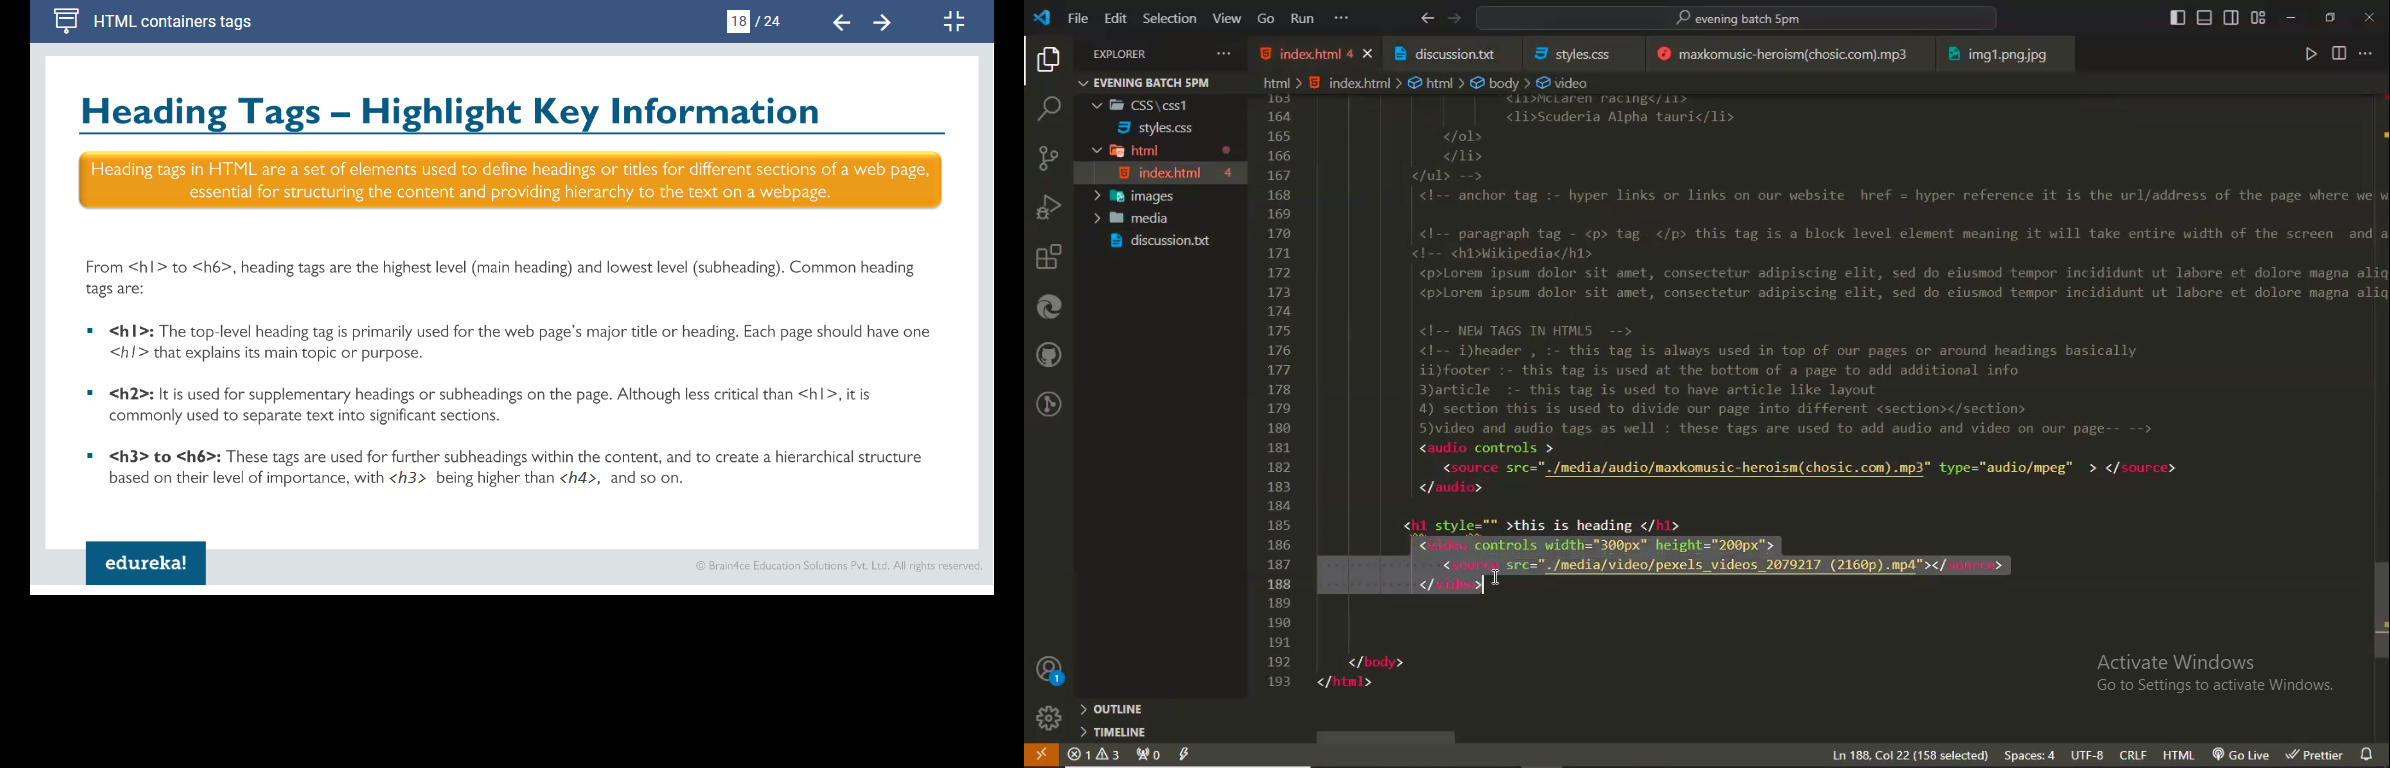 HTML containers tags
18 / 24
Heading Tags – Highlight Key Information
Heading tags in HTML are a set of elements used to define headings or titles for different sections of a web page,
essential for structuring the content and providing hierarchy to the text on a webpage.
From <h1> to <h6>, heading tags are the highest level (main heading) and lowest level (subheading). Common heading
tags are:
▪ <h1>: The top-level heading tag is primarily used for the web page's major title or heading. Each page should have one
<h1> that explains its main topic or purpose.
▪ <h2>: It is used for supplementary headings or subheadings on the page. Although less critical than <h1>, it is
commonly used to separate text into significant sections.
▪ <h3> to <h6>: These tags are used for further subheadings within the content, and to create a hierarchical structure
based on their level of importance, with <h3> being higher than <h4>, and so on.
edureka!
© Brain4ce Education Solutions Pvt. Ltd. All rights reserved.
File Edit Selection View Go Run ···
evening batch 5pm
EXPLORER ···
index.html 4 discussion.txt styles.css maxkomusic-heroism(chosic.com).mp3 img1.png.jpg
html > index.html > html > body > video
EVENING BATCH 5PM
CSS\css1
styles.css
html
index.html 4
images
media
discussion.txt
163 <li>McLaren racing</li>
164 <li>Scuderia Alpha tauri</li>
165 </ol>
166 </li>
167 </ul> -->
168 <!-- anchor tag :- hyper links or links on our website href = hyper reference it is the url/address of the page where we w
169
170 <!-- paragraph tag - <p> tag </p> this tag is a block level element meaning it will take entire width of the screen and a
171 <!-- <h1>Wikipedia</h1>
172 <p>Lorem ipsum dolor sit amet, consectetur adipiscing elit, sed do eiusmod tempor incididunt ut labore et dolore magna aliq
173 <p>Lorem ipsum dolor sit amet, consectetur adipiscing elit, sed do eiusmod tempor incididunt ut labore et dolore magna aliq
174
175 <!-- NEW TAGS IN HTML5 -->
176 <!-- i)header , :- this tag is always used in top of our pages or around headings basically
177 ii)footer :- this tag is used at the bottom of a page to add additional info
178 3)article :- this tag is used to have article like layout
179 4) section this is used to divide our page into different <section></section>
180 5)video and audio tags as well : these tags are used to add audio and video on our page-- -->
181 <audio controls >
182 <source src="./media/audio/maxkomusic-heroism(chosic.com).mp3" type="audio/mpeg" > </source>
183 </audio>
184
185 <h1 style="" >this is heading </h1>
186 <video controls width="300px" height="200px">
187 <source src="./media/video/pexels_videos_2079217 (2160p).mp4"></source>
188 </video>
189
190
191
192 </body>
193 </html>
OUTLINE
TIMELINE
1
Activate Windows
Go to Settings to activate Windows.
1 3 0
Ln 188, Col 22 (158 selected) Spaces: 4 UTF-8 CRLF HTML Go Live Prettier